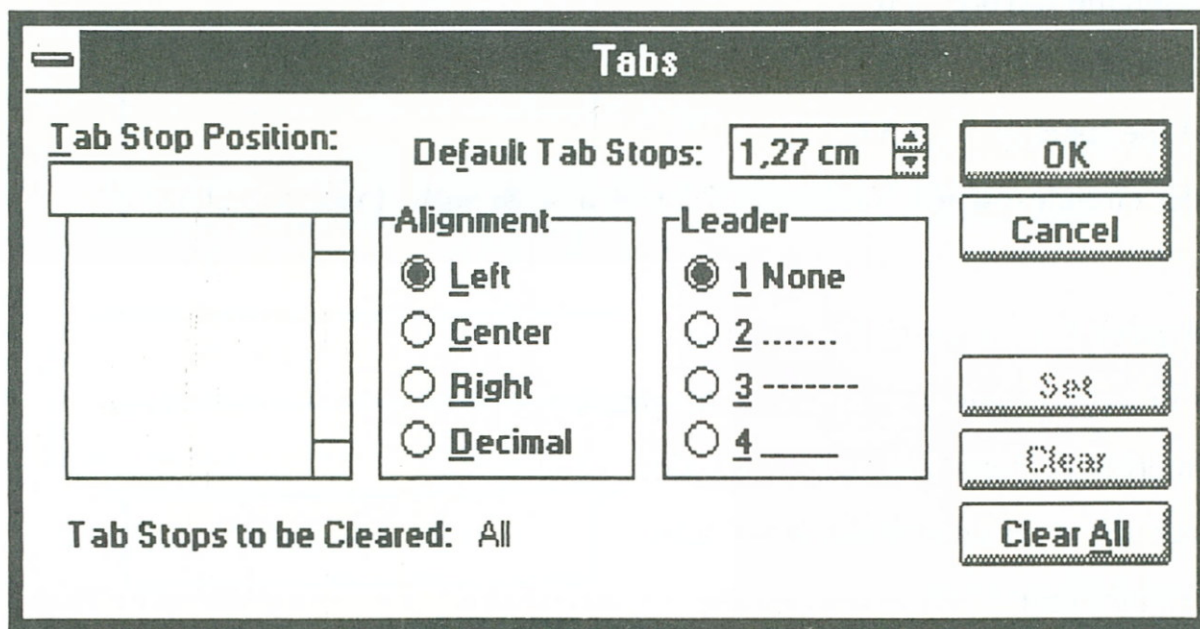 Tabs
Tab Stop Position:
Default Tab Stops: 1,27 cm
OK
Cancel
Alignment
Left
Center
Right
Decimal
Leader
1 None
2 .......
3 -------
4 _____
Set
Clear
Clear All
Tab Stops to be Cleared: All